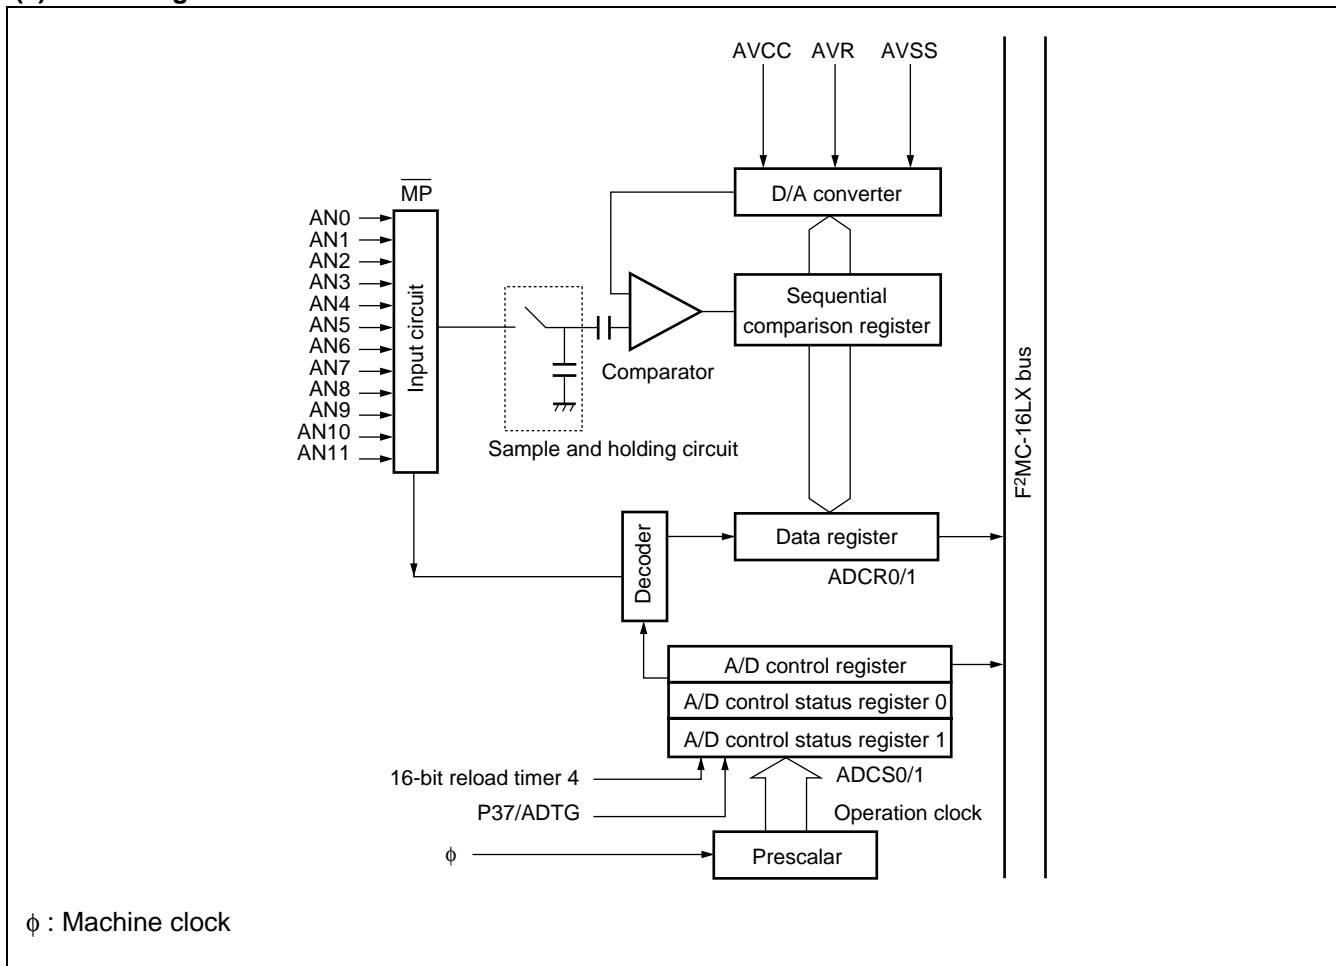 AVCC AVR AVSS
D/A converter
MP
AN0
AN1
AN2
AN3
AN4
AN5
AN6
AN7
AN8
AN9
AN10
AN11
Input circuit
Sequential
comparison register
Comparator
Sample and holding circuit
F²MC-16LX bus
Decoder
Data register
ADCR0/1
A/D control register
A/D control status register 0
A/D control status register 1
16-bit reload timer 4
ADCS0/1
P37/ADTG
Operation clock
ϕ
Prescalar
ϕ : Machine clock